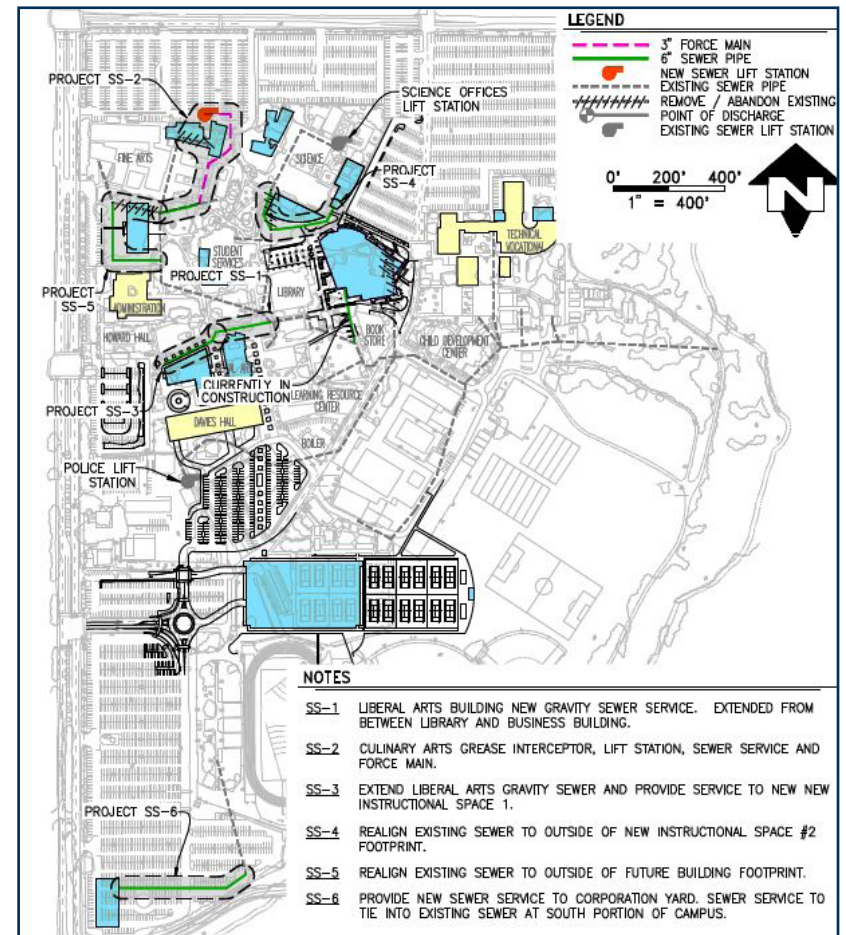 LEGEND
3" FORCE MAIN
6" SEWER PIPE
NEW SEWER LIFT STATION
EXISTING SEWER PIPE
REMOVE / ABANDON EXISTING
POINT OF DISCHARGE
EXISTING SEWER LIFT STATION
0' 200' 400'
1" = 400'
N
PROJECT SS-2
SCIENCE OFFICES
LIFT STATION
FINE ARTS
SCIENCE
PROJECT
SS-4
TECHNICAL
VOCATIONAL
STUDENT
SERVICES
PROJECT SS-1
LIBRARY
PROJECT
SS-5
ADMINISTRATION
HOWARD HALL
BOOK
STORE
CHILD DEVELOPMENT
CENTER
CURRENTLY IN
CONSTRUCTION
PROJECT SS-3
LEARNING RESOURCE
CENTER
DAVIES HALL
BOILER
POLICE LIFT
STATION
PROJECT SS-6
NOTES
SS-1 LIBERAL ARTS BUILDING NEW GRAVITY SEWER SERVICE. EXTENDED FROM
BETWEEN LIBRARY AND BUSINESS BUILDING.
SS-2 CULINARY ARTS GREASE INTERCEPTOR, LIFT STATION, SEWER SERVICE AND
FORCE MAIN.
SS-3 EXTEND LIBERAL ARTS GRAVITY SEWER AND PROVIDE SERVICE TO NEW NEW
INSTRUCTIONAL SPACE 1.
SS-4 REALIGN EXISTING SEWER TO OUTSIDE OF NEW INSTRUCTIONAL SPACE #2
FOOTPRINT.
SS-5 REALIGN EXISTING SEWER TO OUTSIDE OF FUTURE BUILDING FOOTPRINT.
SS-6 PROVIDE NEW SEWER SERVICE TO CORPORATION YARD. SEWER SERVICE TO
TIE INTO EXISTING SEWER AT SOUTH PORTION OF CAMPUS.